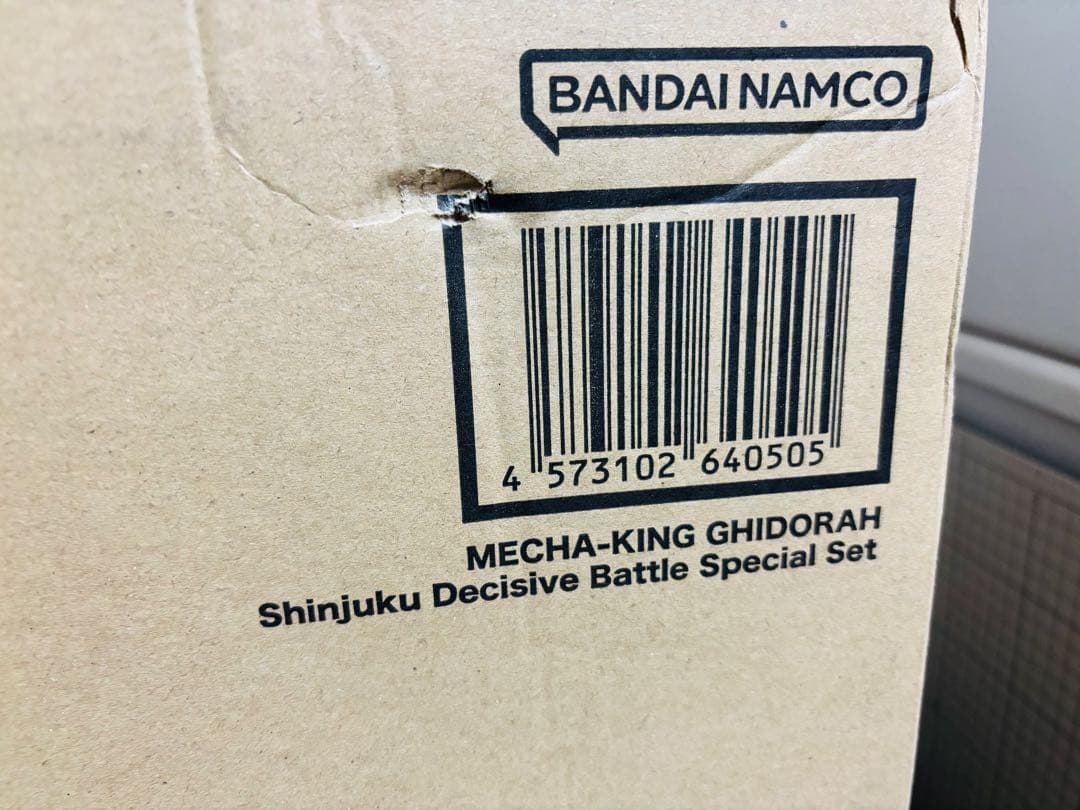 BANDAI NAMCO
4 573102 640505
MECHA-KING GHIDORAH
Shinjuku Decisive Battle Special Set